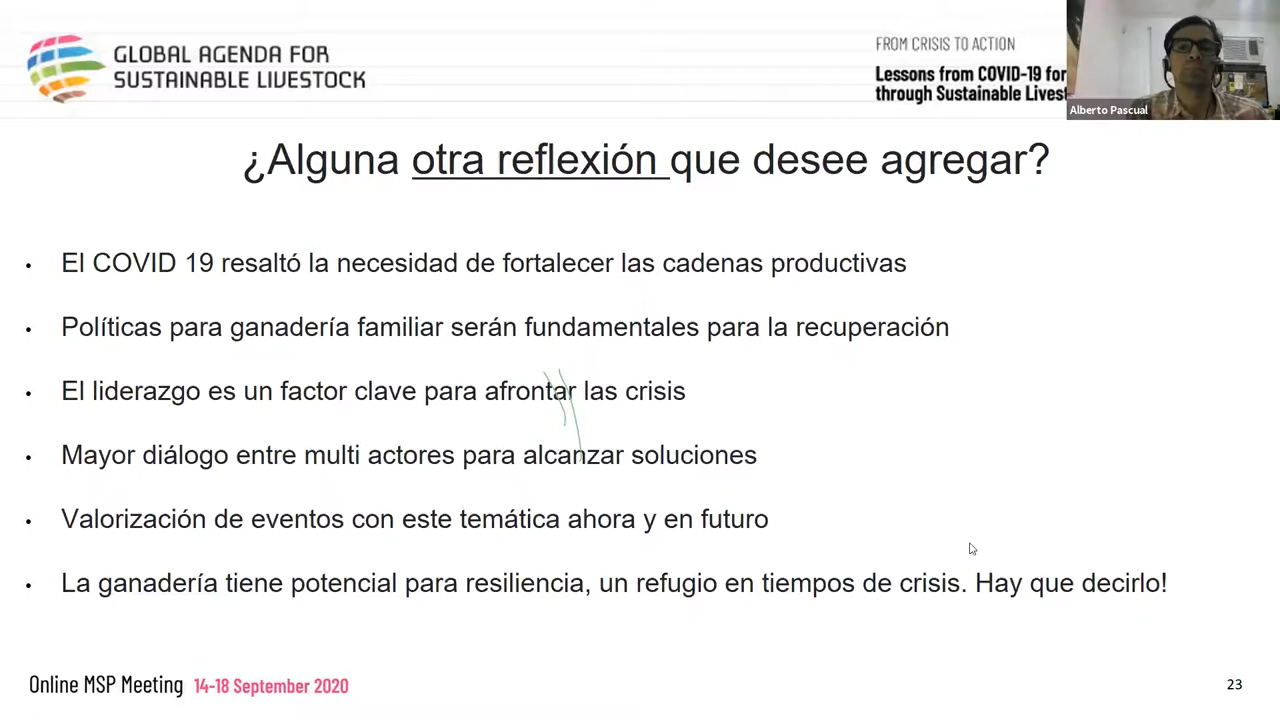 GLOBAL AGENDA FOR
SUSTAINABLE LIVESTOCK
FROM CRISIS TO ACTION
Lessons from COVID-19 for
through Sustainable
Alberto Pascual
¿Alguna otra reflexión que desee agregar?
• El COVID 19 resaltó la necesidad de fortalecer las cadenas productivas
• Políticas para ganadería familiar serán fundamentales para la recuperación
• El liderazgo es un factor clave para afrontar las crisis
• Mayor diálogo entre multi actores para alcanzar soluciones
• Valorización de eventos con este temática ahora y en futuro
• La ganadería tiene potencial para resiliencia, un refugio en tiempos de crisis. Hay que decirlo!
Online MSP Meeting 14-18 September 2020
23